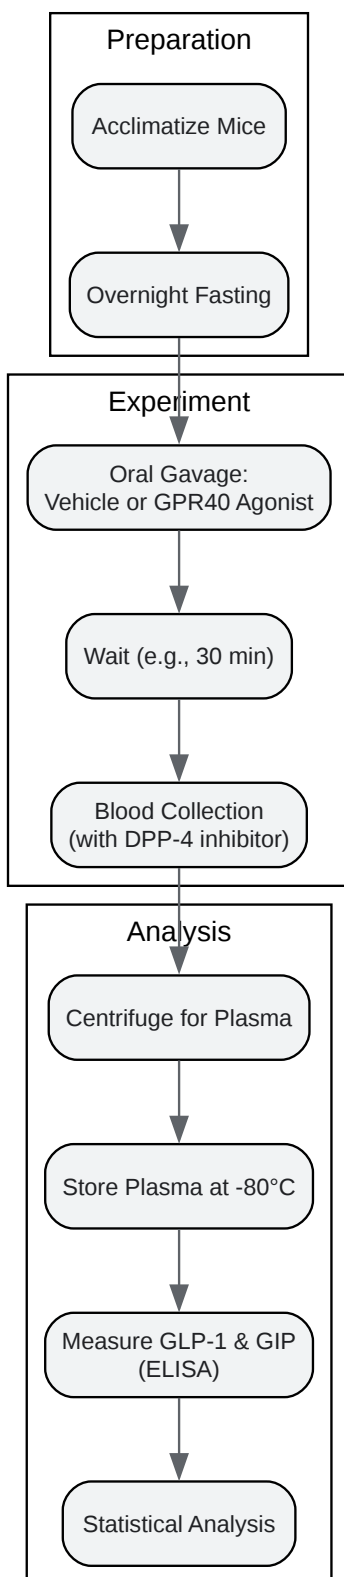 Preparation
Acclimatize Mice
Overnight Fasting
Experiment
Oral Gavage:
Vehicle or GPR40 Agonist
Wait (e.g., 30 min)
Blood Collection
(with DPP-4 inhibitor)
Analysis
Centrifuge for Plasma
Store Plasma at -80°C
Measure GLP-1 & GIP
(ELISA)
Statistical Analysis